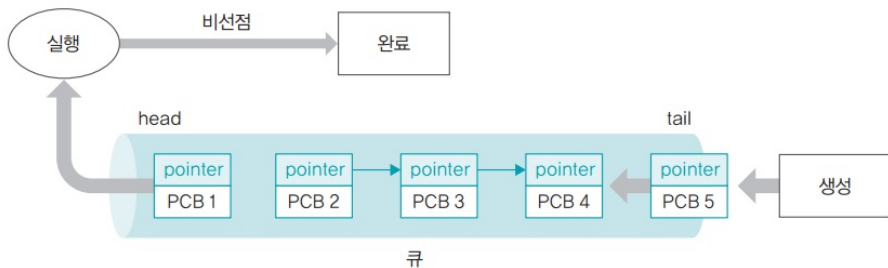 비선점
실행
완료
head
tail
pointer
pointer
pointer
pointer
pointer
PCB 1
PCB 2
PCB 3
PCB 4
PCB 5
생성
큐